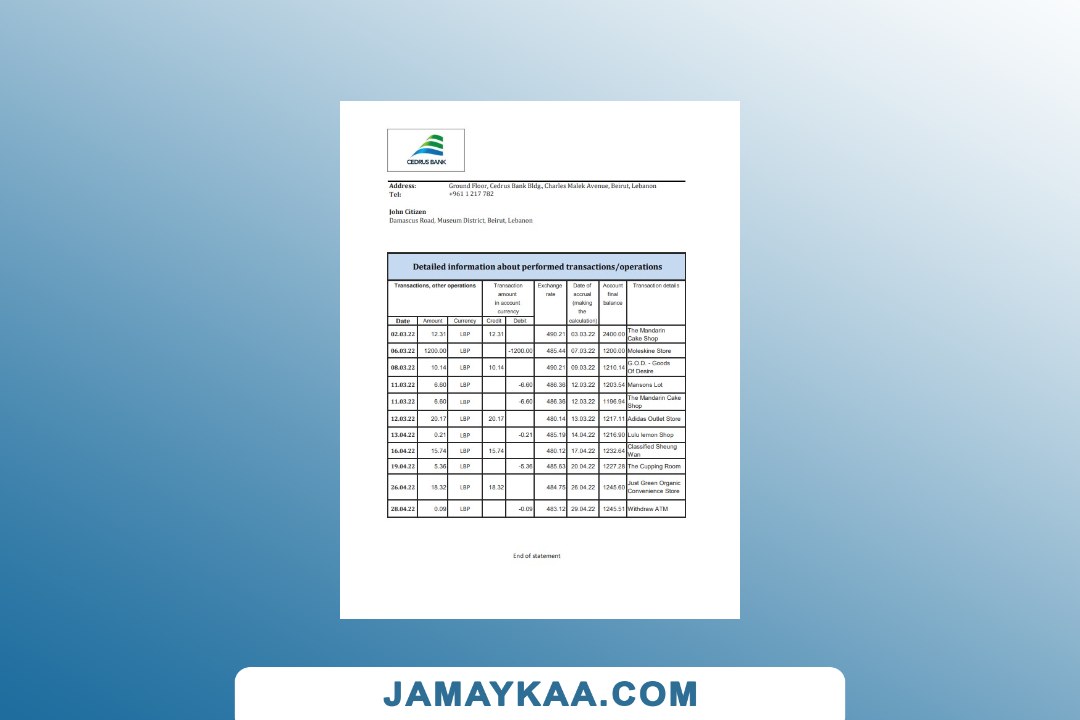 CEDRUS BANK
Address: Ground Floor, Cedrus Bank Bldg., Charles Malek Avenue, Beirut, Lebanon
Tel: +961 1 217 782
John Citizen
Damascus Road, Museum District, Beirut, Lebanon
Detailed information about performed transactions/operations
Transactions, other operations Transaction amount in account currency Exchange rate Date of accrual (making the calculation) Account final balance Transaction details
Date Amount Currency Credit Debit
02.03.22 12.31 LBP 12.31 490.21 03.03.22 2400.00 The Mandarin Cake Shop
06.03.22 1200.00 LBP -1200.00 485.44 07.03.22 1200.00 Moleskine Store
08.03.22 10.14 LBP 10.14 490.21 09.03.22 1210.14 G.O.D. - Goods Of Desire
11.03.22 6.60 LBP -6.60 486.36 12.03.22 1203.54 Mansons Lot
11.03.22 6.60 LBP -6.60 486.36 12.03.22 1196.94 The Mandarin Cake Shop
12.03.22 20.17 LBP 20.17 480.14 13.03.22 1217.11 Adidas Outlet Store
13.04.22 0.21 LBP -0.21 485.19 14.04.22 1216.90 Lulu lemon Shop
16.04.22 15.74 LBP 15.74 480.12 17.04.22 1232.64 Classified Sheung Wan
19.04.22 5.36 LBP -5.36 485.63 20.04.22 1227.28 The Cupping Room
26.04.22 18.32 LBP 18.32 484.75 26.04.22 1245.60 Just Green Organic Convenience Store
28.04.22 0.09 LBP -0.09 483.12 29.04.22 1245.51 Withdraw ATM
End of statement
JAMAYKAA.COM